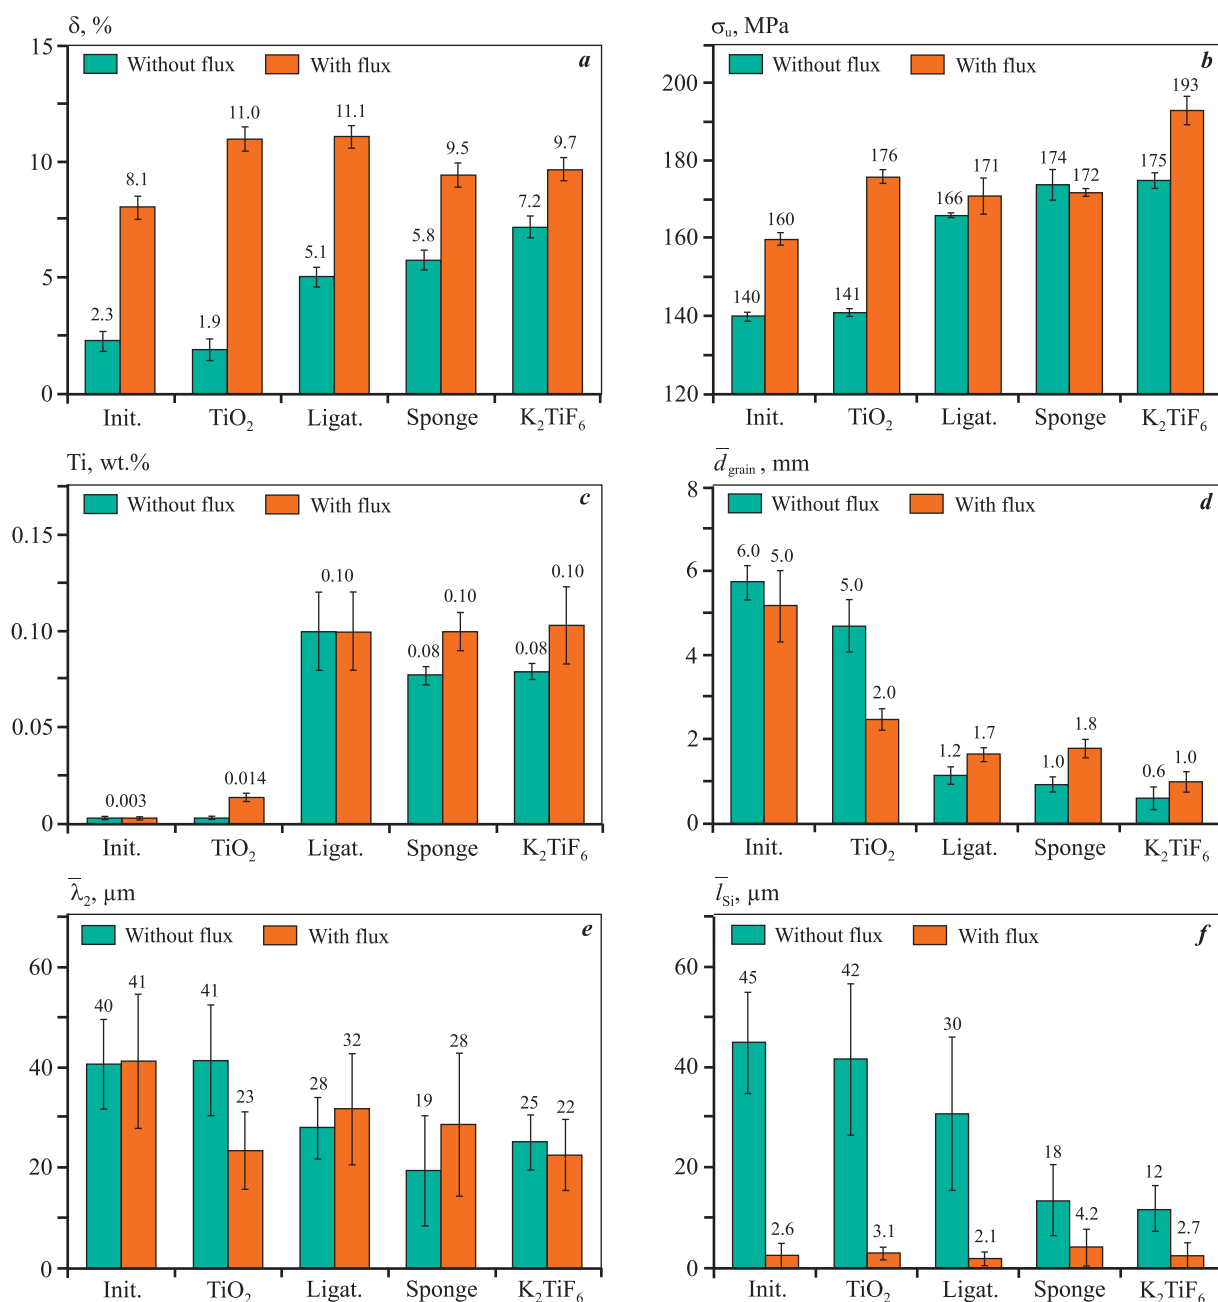 δ, %
15
10
5
0
Without flux
With flux
a
2.3
8.1
1.9
11.0
5.1
11.1
5.8
9.5
7.2
9.7
Init.
TiO₂
Ligat.
Sponge
K₂TiF₆
σᵤ, MPa
200
180
160
140
120
Without flux
With flux
b
140
160
141
176
166
171
174
172
175
193
Init.
TiO₂
Ligat.
Sponge
K₂TiF₆
Ti, wt.%
0.15
0.10
0.05
0
Without flux
With flux
c
0.003
0.014
0.10
0.08
0.10
0.08
0.10
Init.
TiO₂
Ligat.
Sponge
K₂TiF₆
d̅grain , mm
8
6
4
2
0
Without flux
With flux
d
6.0
5.0
5.0
2.0
1.2
1.7
1.0
1.8
0.6
1.0
Init.
TiO₂
Ligat.
Sponge
K₂TiF₆
λ̅₂, µm
60
40
20
0
Without flux
With flux
e
40
41
41
23
28
32
19
28
25
22
Init.
TiO₂
Ligat.
Sponge
K₂TiF₆
l̅Si, µm
60
40
20
0
Without flux
With flux
f
45
2.6
42
3.1
30
2.1
18
4.2
12
2.7
Init.
TiO₂
Ligat.
Sponge
K₂TiF₆